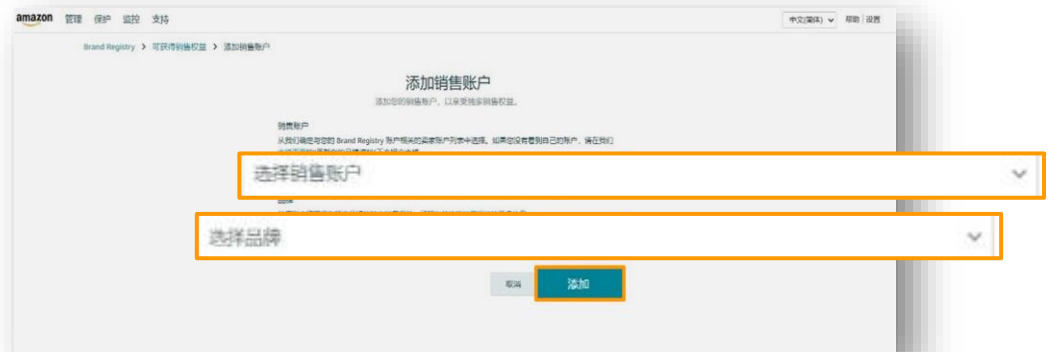 amazon 管理 保护 监控 支持 中文(简体) 帮助 设置
Brand Registry > 可获得销售权益 > 添加销售账户
添加销售账户
添加您的销售账户，以享受独家销售权益。
销售账户
从我们确定与您的 Brand Registry 账户相关的卖家账户列表中选择。如果您没有看到自己的账户，请在我们
选择销售账户
品牌
选择品牌
取消 添加